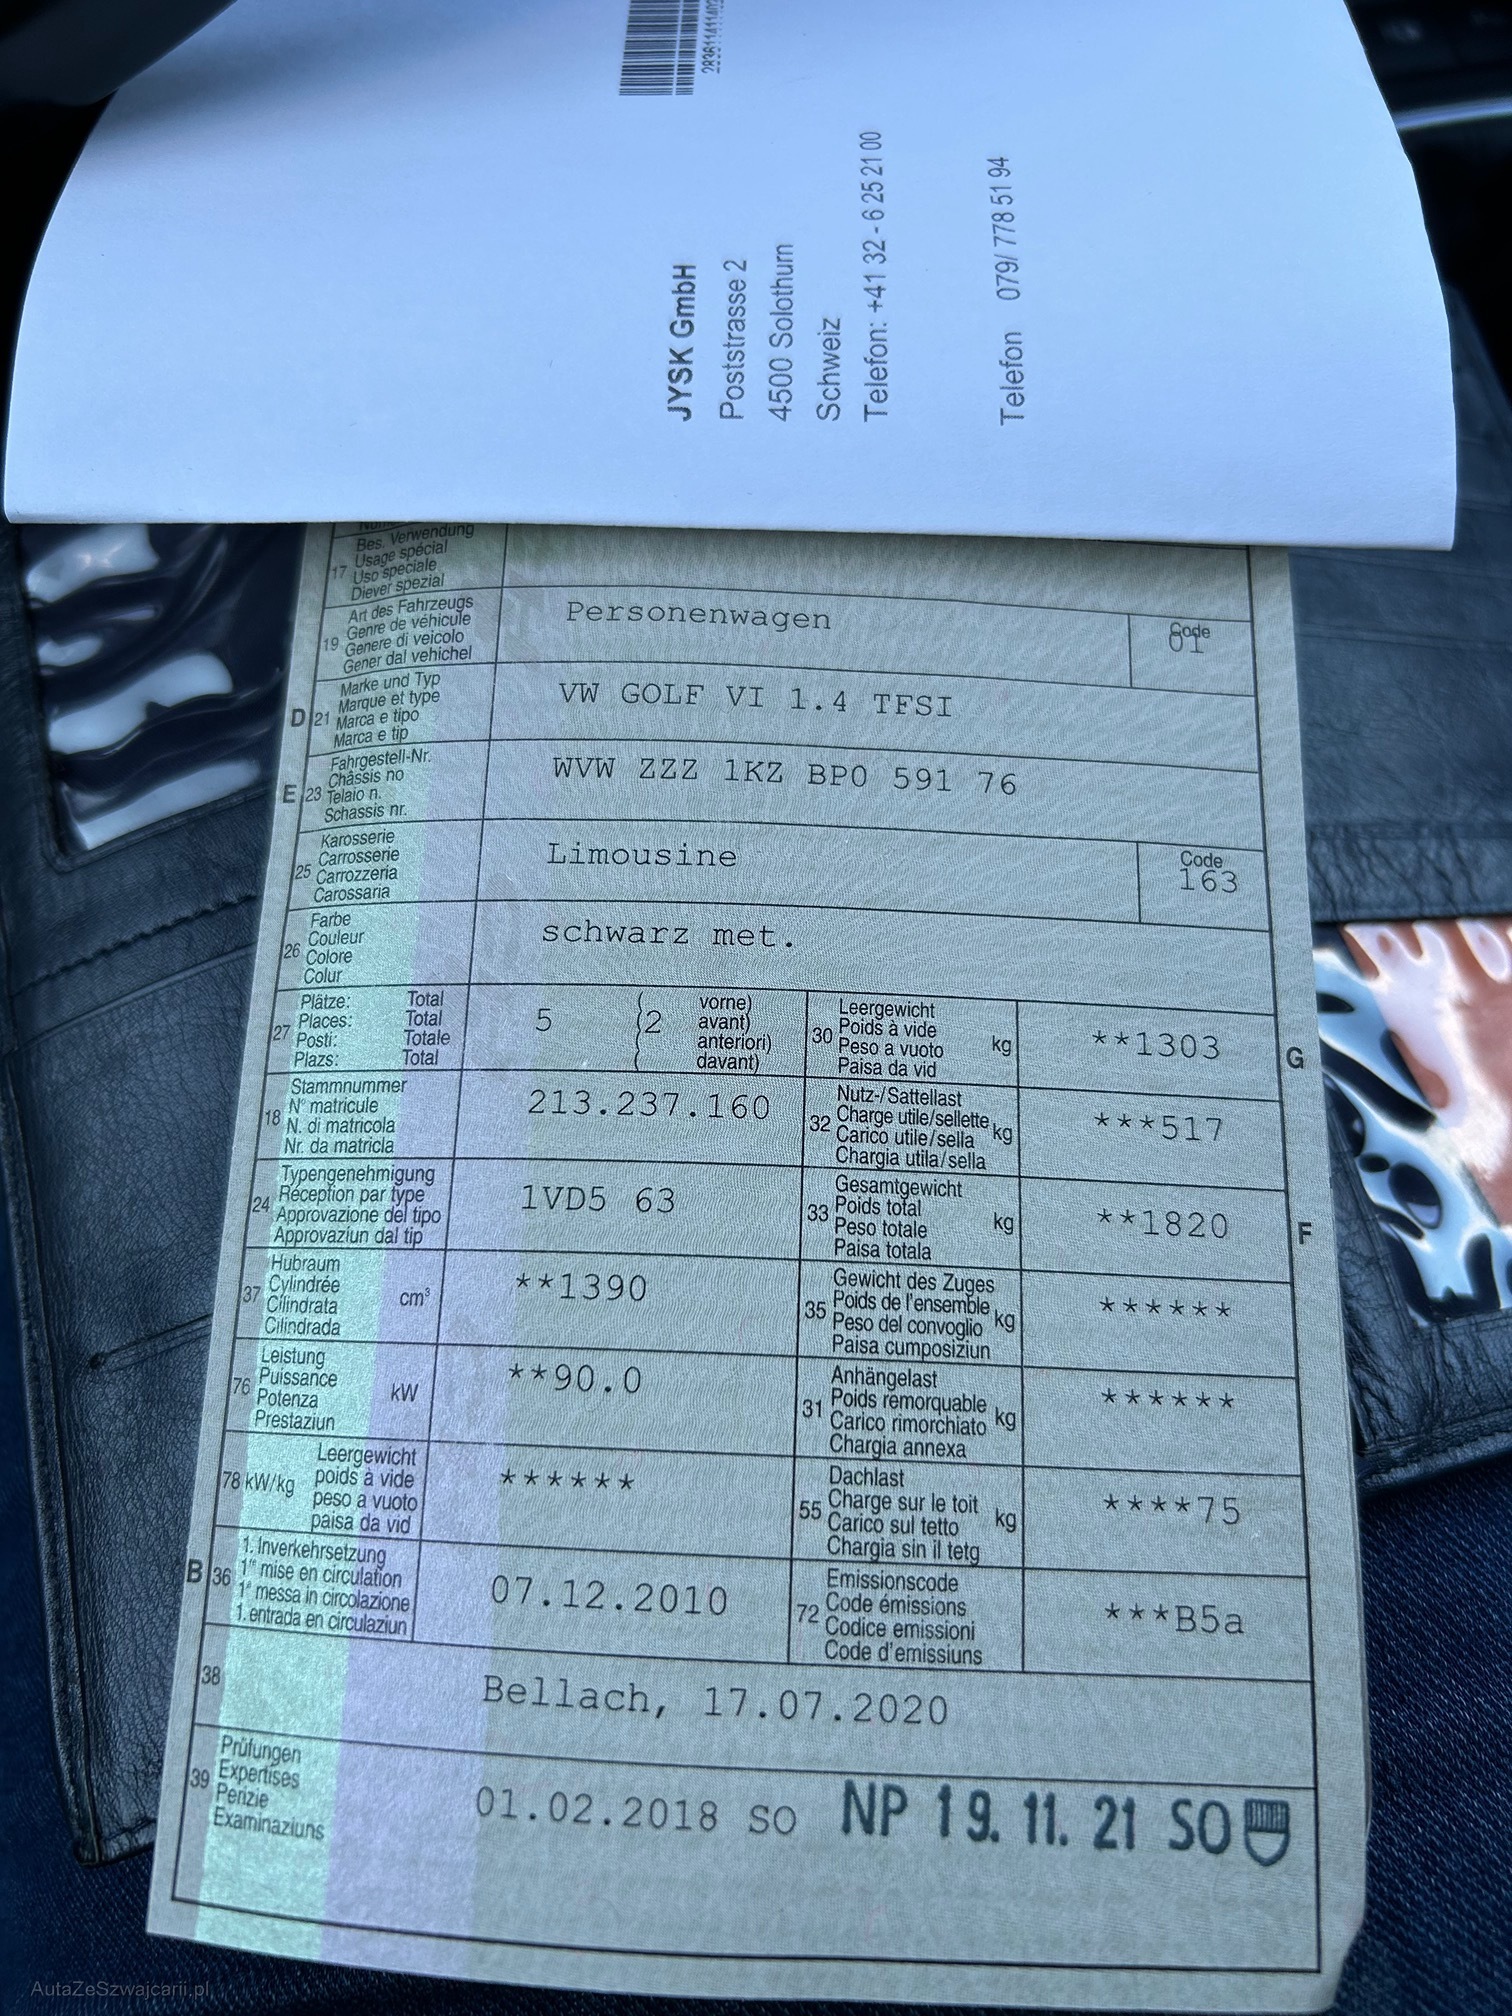 28361141140
JYSK GmbH
Poststrasse 2
4500 Solothurn
Schweiz
Telefon: +41 32 - 6 25 21 00
Telefon 079/ 778 51 94
17 Bes. Verwendung
Usage spécial
Uso speciale
Diever spezial
19 Art des Fahrzeugs
Genre de véhicule
Genere di veicolo
Gener dal vehichel
Personenwagen
Code
01
D 21 Marke und Typ
Marque et type
Marca e tipo
Marca e tip
VW GOLF VI 1.4 TFSI
E 23 Fahrgestell-Nr.
Châssis no
Telaio n.
Schassis nr.
WVW ZZZ 1KZ BP0 591 76
25 Karosserie
Carrosserie
Carrozzeria
Carossaria
Limousine
Code
163
26 Farbe
Couleur
Colore
Colur
schwarz met.
27 Plätze: Total
Places: Total
Posti: Totale
Plazs: Total
5 (2 vorne)
avant)
anteriori)
davant)
30 Leergewicht
Poids à vide
Peso a vuoto
Paisa da vid
kg
**1303
G
18 Stammnummer
N° matricule
N. di matricola
Nr. da matricla
213.237.160
32 Nutz-/Sattellast
Charge utile/sellette
Carico utile/sella
Chargia utila/sella
kg
***517
24 Typengenehmigung
Réception par type
Approvazione del tipo
Approvaziun dal tip
1VD5 63
33 Gesamtgewicht
Poids total
Peso totale
Paisa totala
kg
**1820
F
37 Hubraum
Cylindrée
Cilindrata
Cilindrada
cm³
**1390
35 Gewicht des Zuges
Poids de l'ensemble
Peso del convoglio
Paisa cumposiziun
kg
******
76 Leistung
Puissance
Potenza
Prestaziun
kW
**90.0
31 Anhängelast
Poids remorquable
Carico rimorchiato
Chargia annexa
kg
******
78 kW/kg Leergewicht
poids à vide
peso a vuoto
paisa da vid
******
55 Dachlast
Charge sur le toit
Carico sul tetto
Chargia sin il tetg
kg
****75
B 36 1. Inverkehrsetzung
1re mise en circulation
1a messa in circolazione
1. entrada en circulaziun
07.12.2010
72 Emissionscode
Code émissions
Codice emissioni
Code d'emissiuns
***B5a
38
Bellach, 17.07.2020
39 Prüfungen
Expertises
Perizie
Examinaziuns
01.02.2018 SO NP 19. 11. 21 SO
AutaZeSzwajcarii.pl